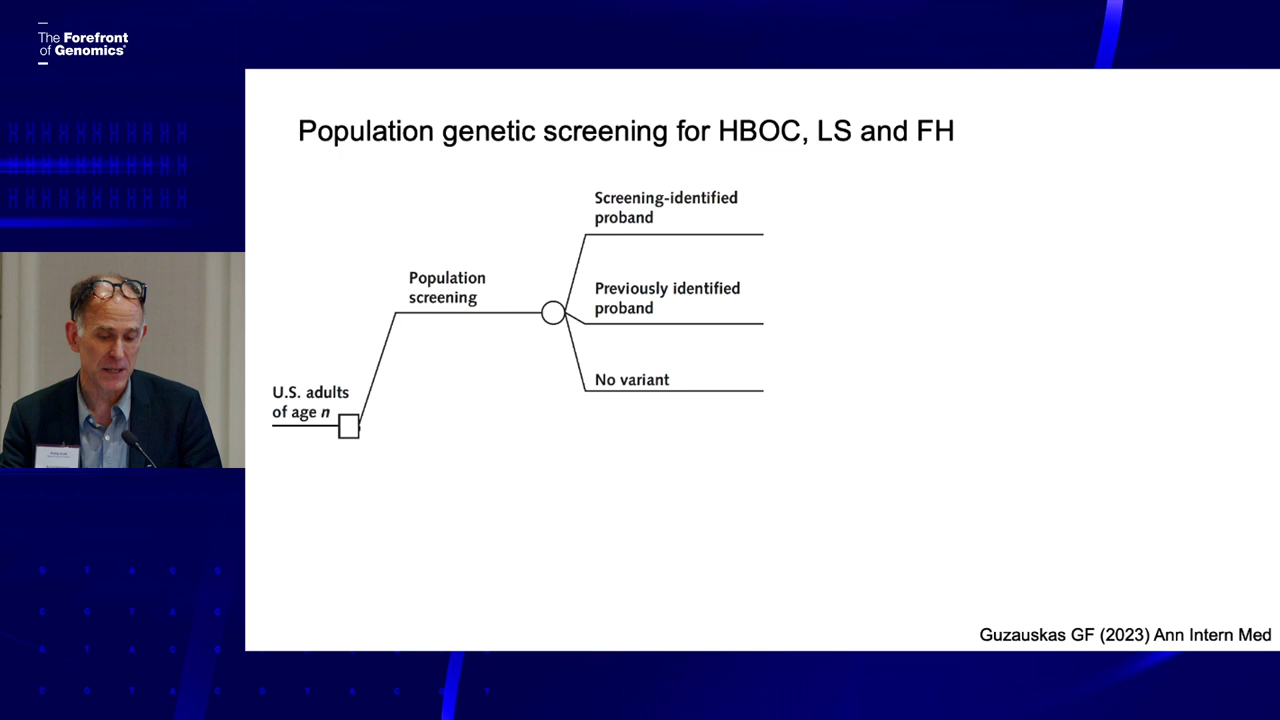 The Forefront
of Genomics®
Population genetic screening for HBOC, LS and FH
Screening-identified
proband
Population
screening
Previously identified
proband
No variant
U.S. adults
of age n
Guzauskas GF (2023) Ann Intern Med